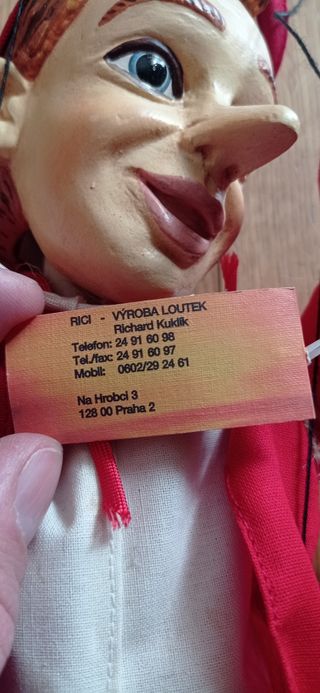 RICI - VÝROBA LOUTEK
Richard Kuklík
Telefon: 24 91 60 98
Tel./fax: 24 91 60 97
Mobil: 0602/29 24 61
Na Hrobci 3
128 00 Praha 2